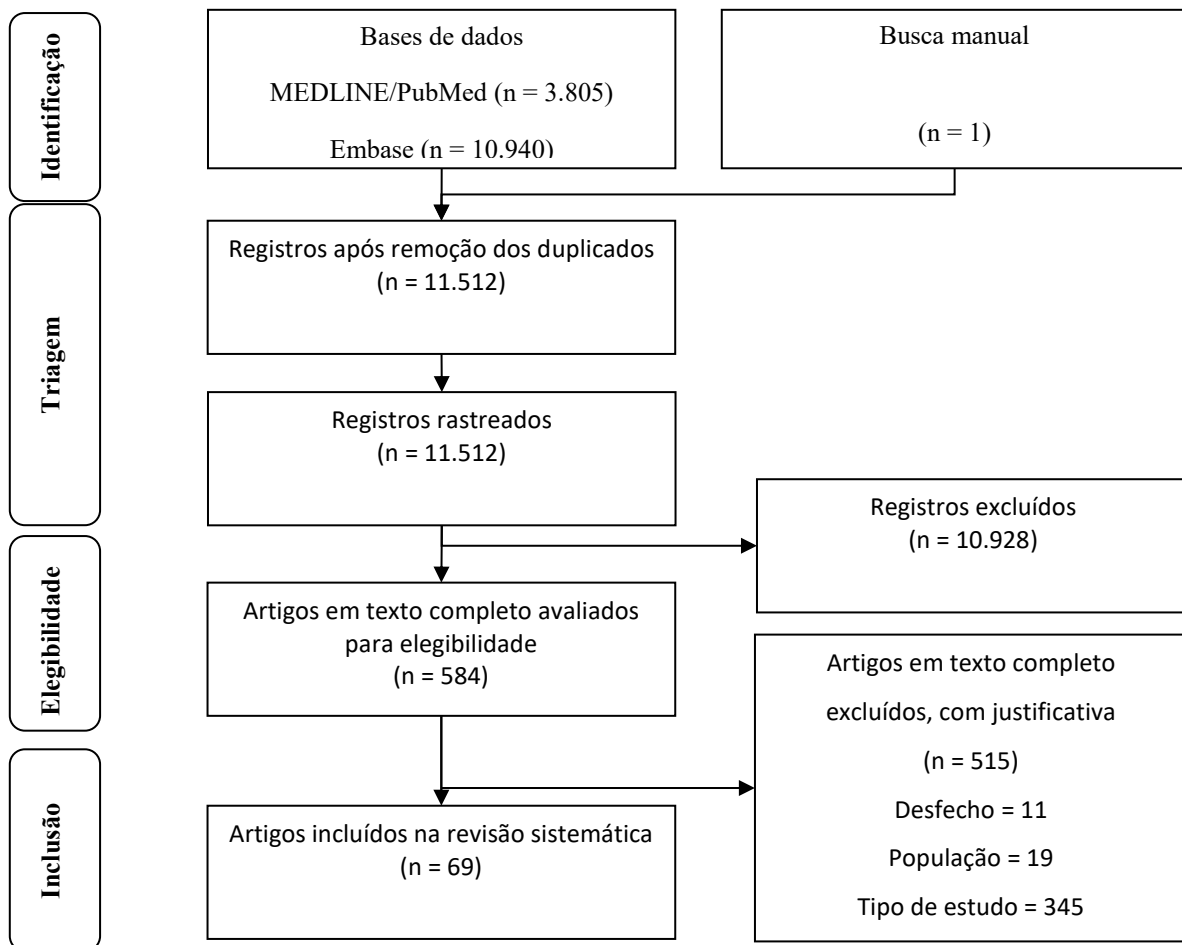 Identificação
Bases de dados
MEDLINE/PubMed (n = 3.805)
Embase (n = 10.940)
Busca manual
(n = 1)
Triagem
Registros após remoção dos duplicados
(n = 11.512)
Registros rastreados
(n = 11.512)
Registros excluídos
(n = 10.928)
Elegibilidade
Artigos em texto completo avaliados
para elegibilidade
(n = 584)
Artigos em texto completo
excluídos, com justificativa
(n = 515)
Desfecho = 11
População = 19
Tipo de estudo = 345
Inclusão
Artigos incluídos na revisão sistemática
(n = 69)